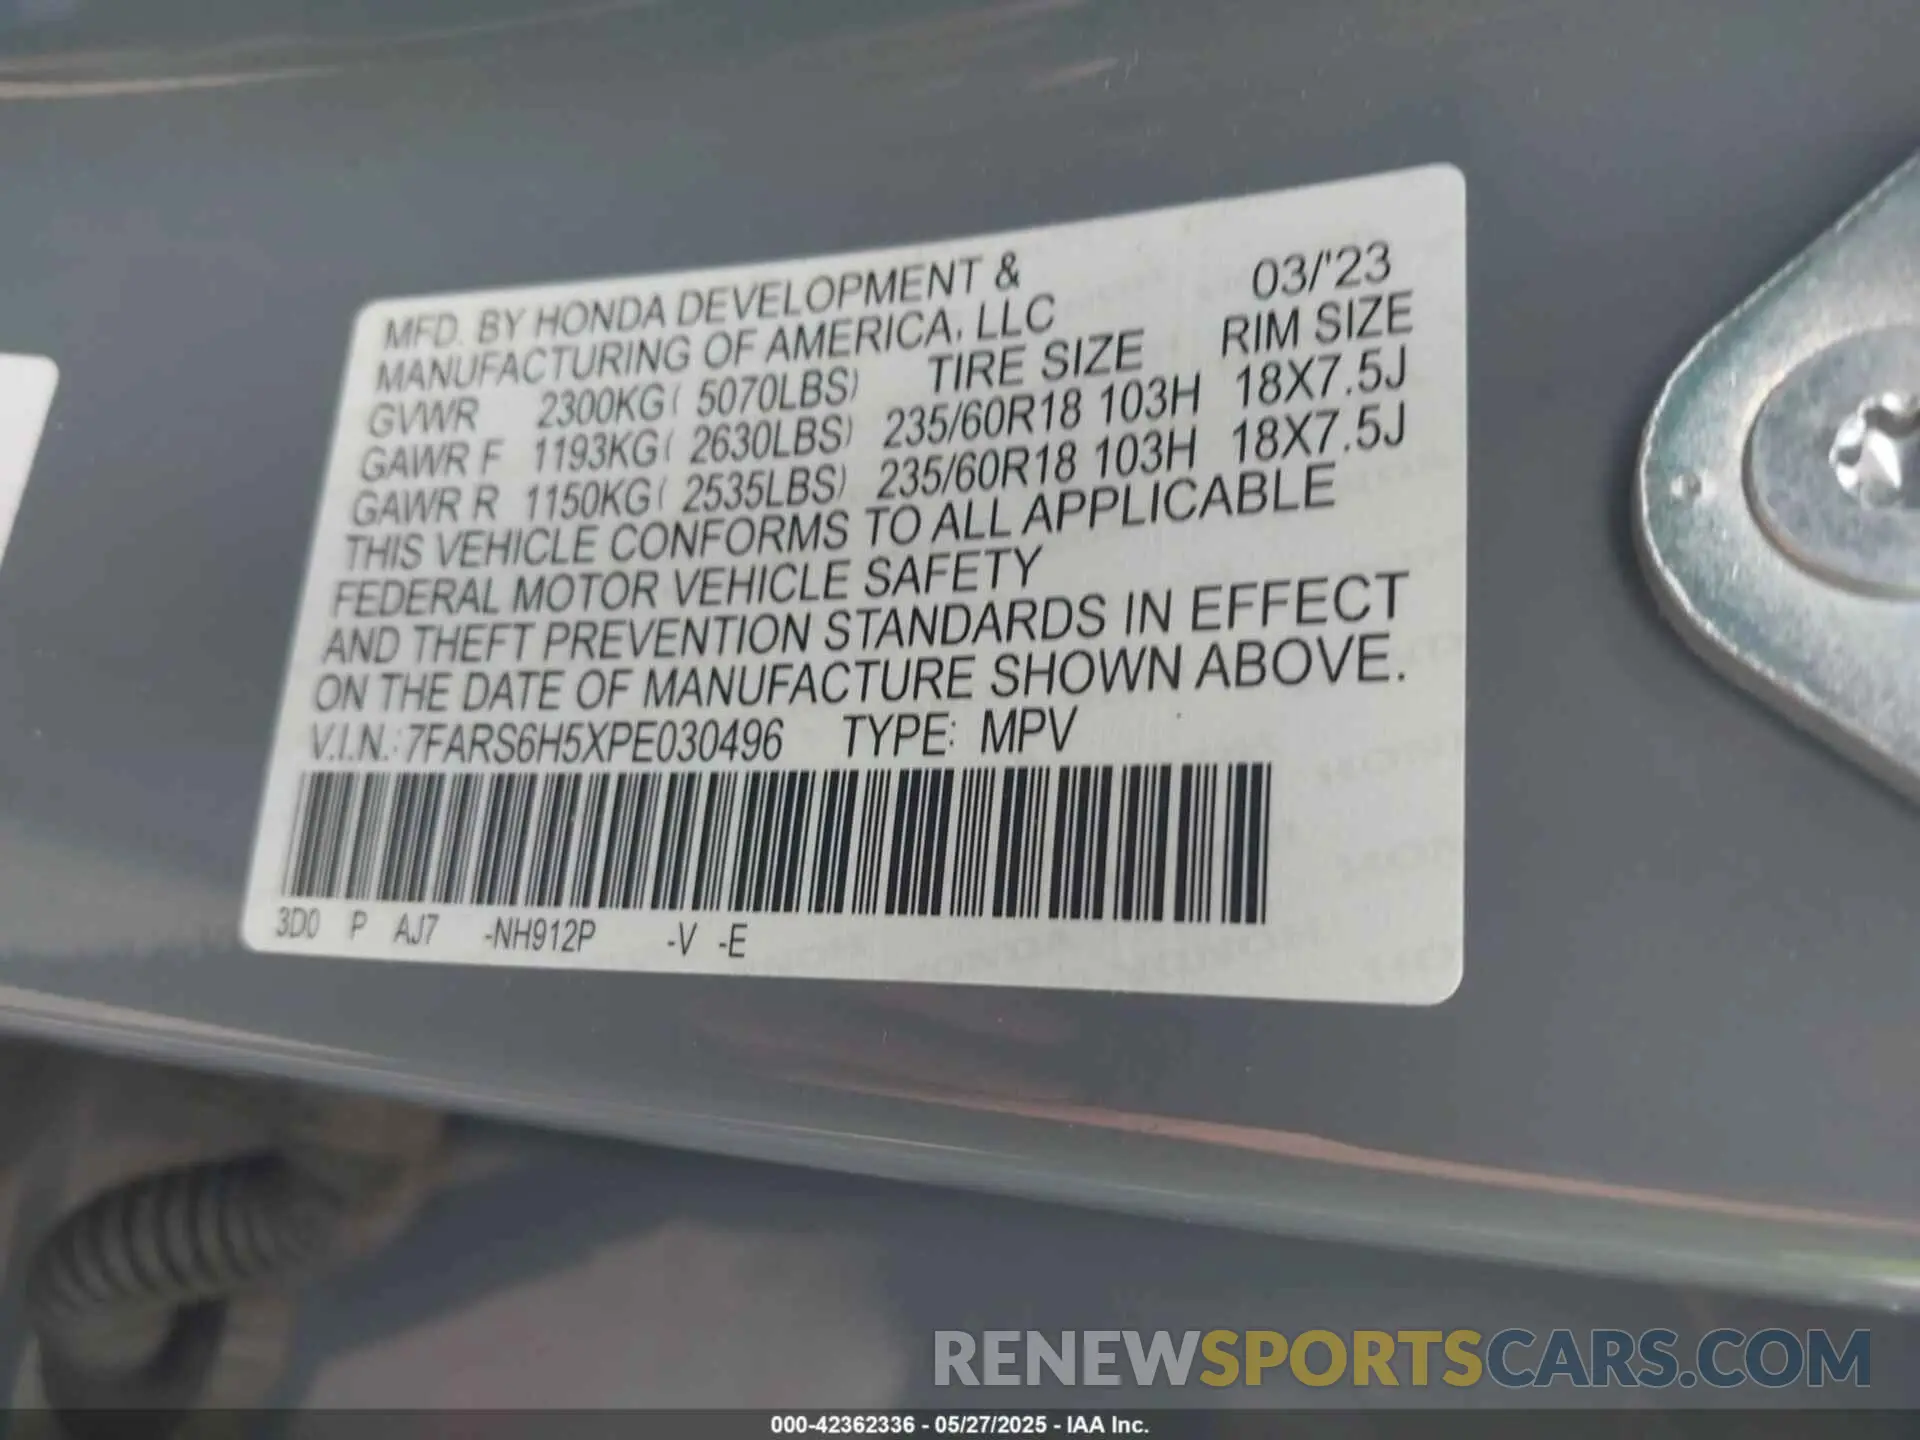 MFD. BY HONDA DEVELOPMENT & 03/'23
MANUFACTURING OF AMERICA, LLC
TIRE SIZE RIM SIZE
GVWR 2300KG( 5070LBS)
GAWR F 1193KG( 2630LBS) 235/60R18 103H 18X7.5J
GAWR R 1150KG( 2535LBS) 235/60R18 103H 18X7.5J
THIS VEHICLE CONFORMS TO ALL APPLICABLE
FEDERAL MOTOR VEHICLE SAFETY
AND THEFT PREVENTION STANDARDS IN EFFECT
ON THE DATE OF MANUFACTURE SHOWN ABOVE.
V.I.N.: 7FARS6H5XPE030496 TYPE: MPV
3D0 P AJ7 -NH912P -V -E
RENEWSPORTSCARS.COM
000-42362336 - 05/27/2025 - IAA Inc.